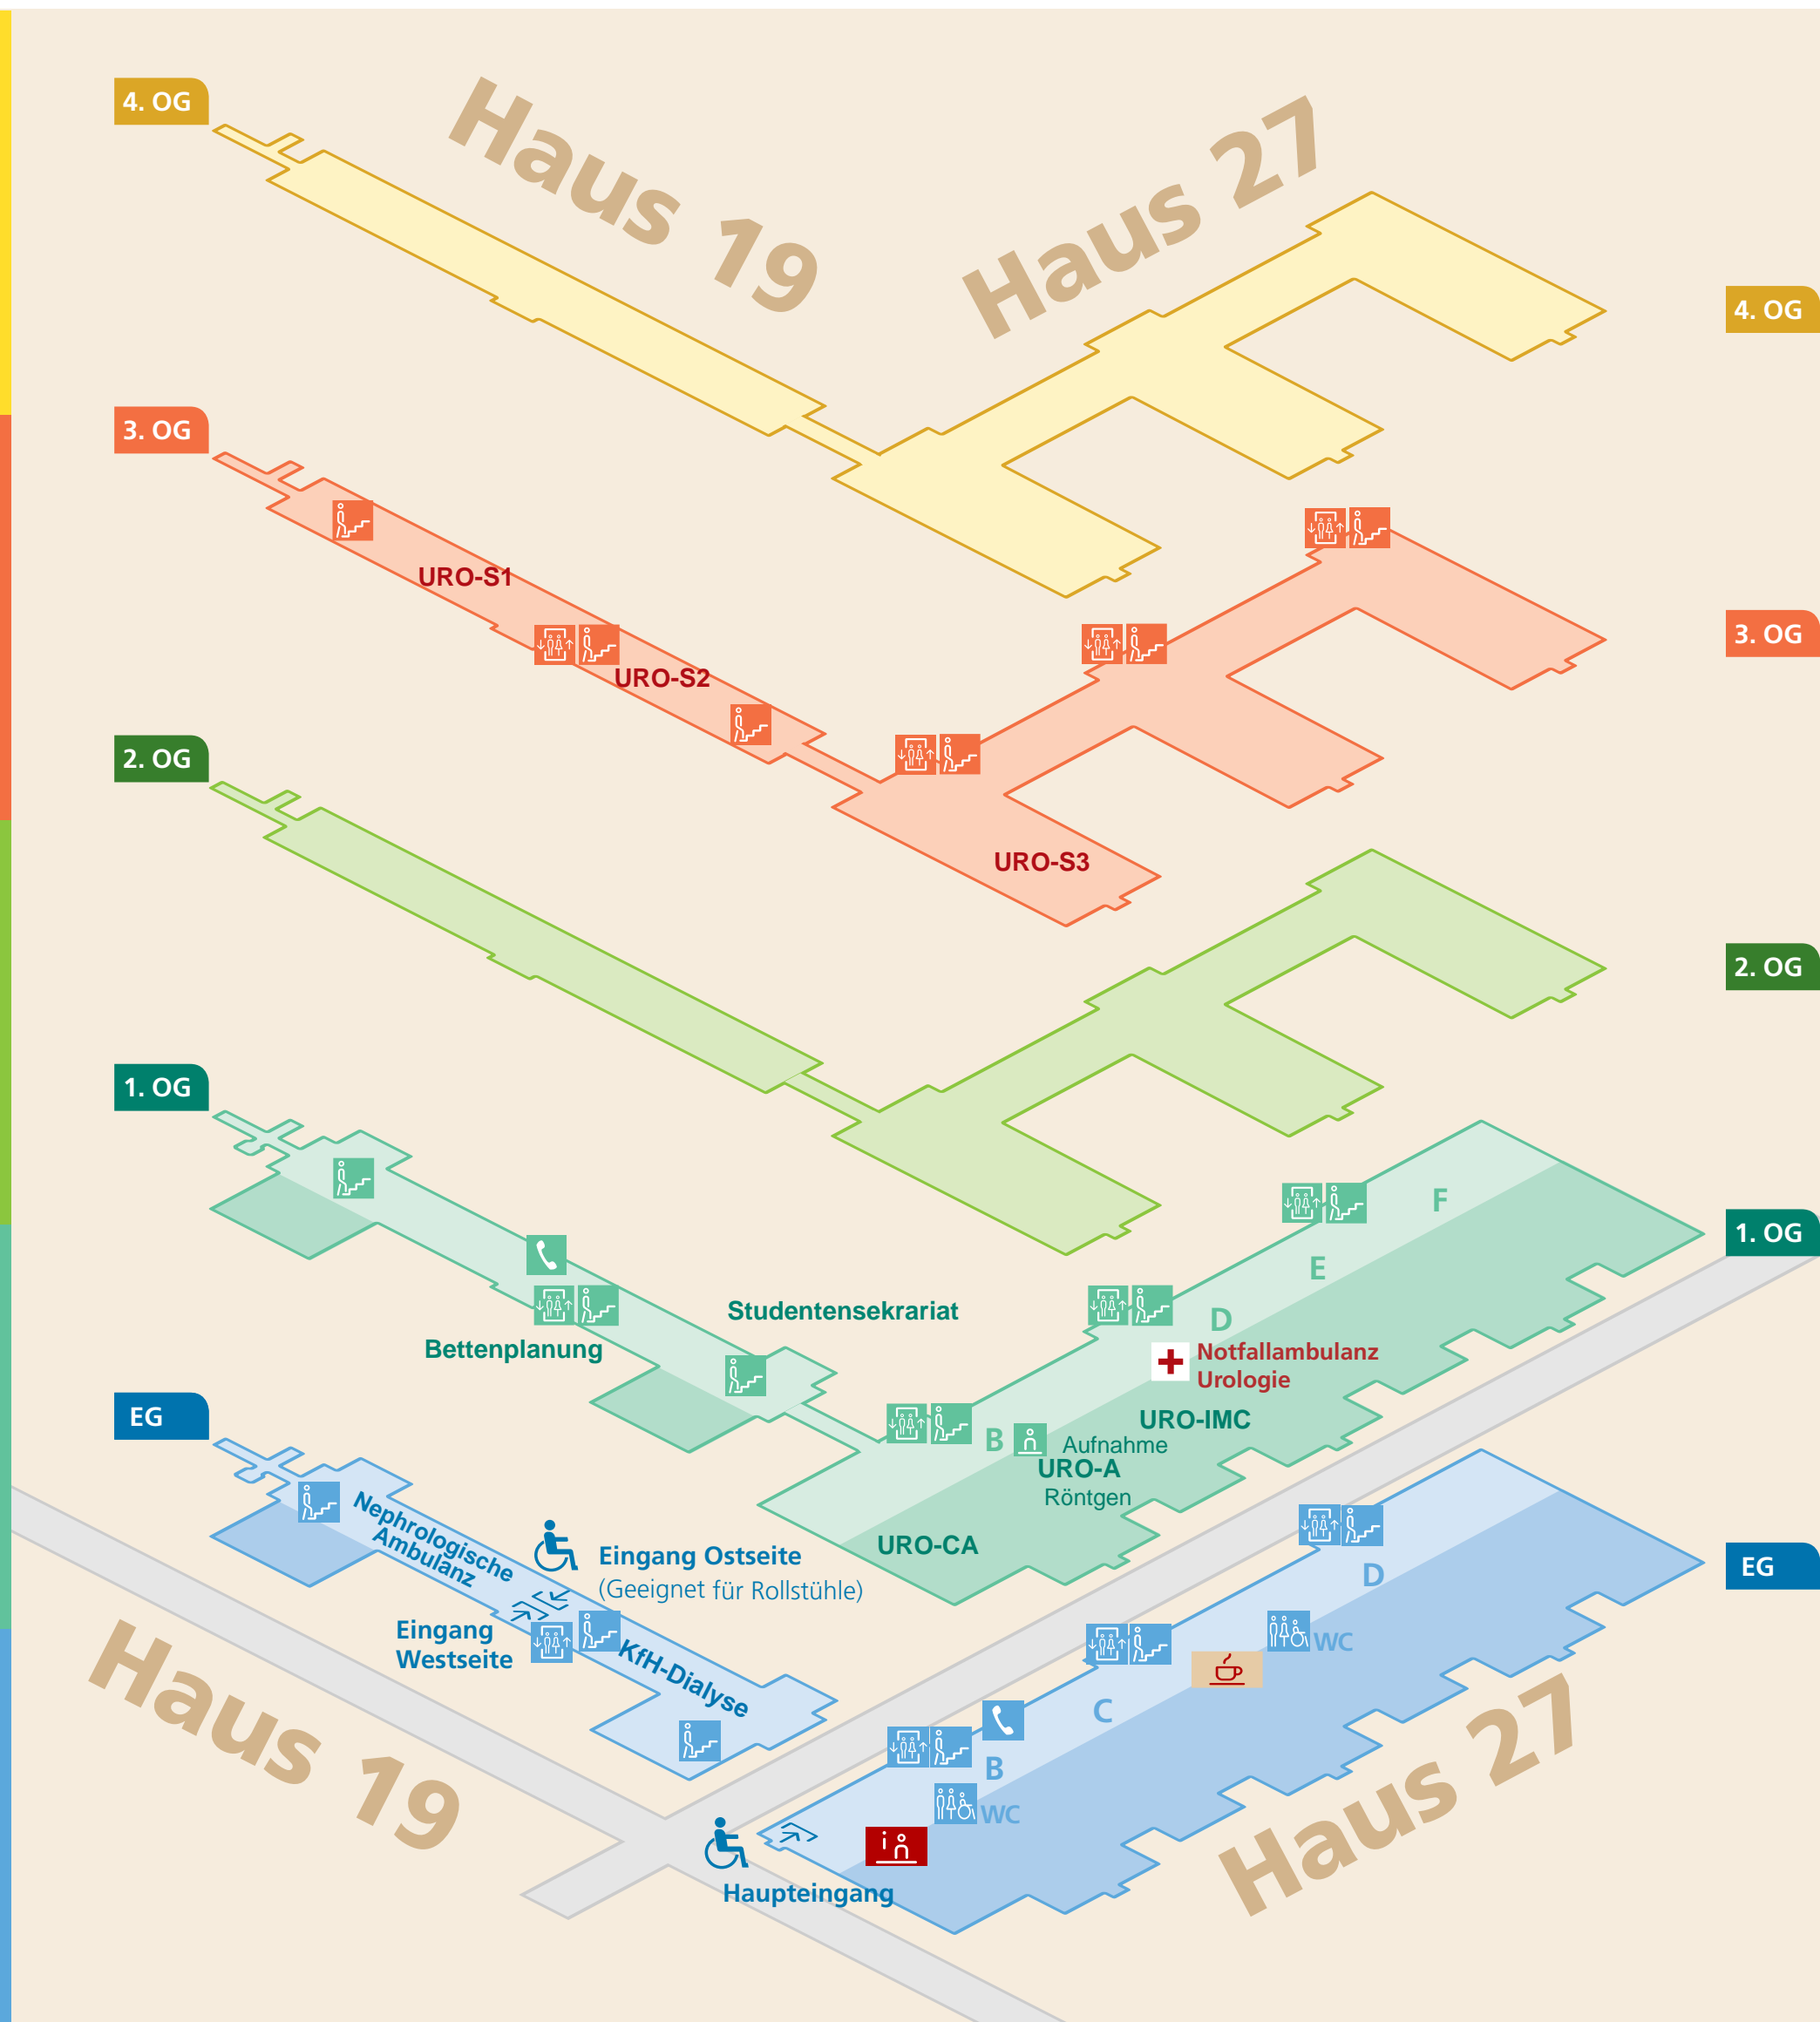 4. OG
Haus 19
Haus 27
4. OG
3. OG
URO-S1
3. OG
URO-S2
2. OG
URO-S3
2. OG
1. OG
F
1. OG
E
Studentensekrariat
D
Bettenplanung
Notfallambulanz
Urologie
EG
URO-IMC
B
Aufnahme
URO-A
Röntgen
Nephrologische
Ambulanz
URO-CA
Eingang Ostseite
(Geeignet für Rollstühle)
EG
D
Eingang
Westseite
WC
KfH-Dialyse
C
Haus 19
B
WC
Haus 27
i
Haupteingang